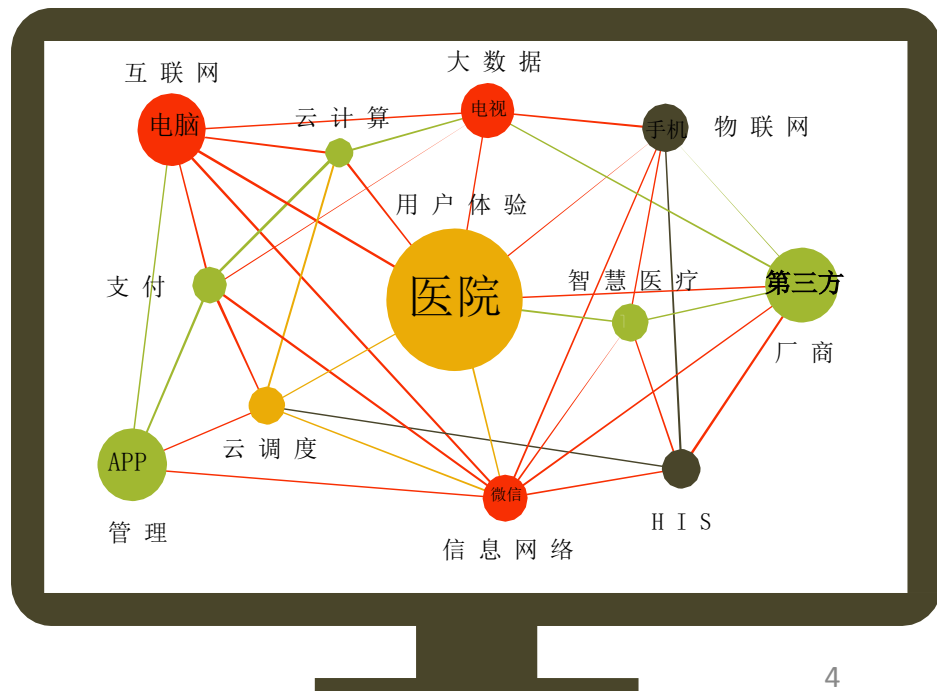 大数据
互联网
电视
云计算
电脑
手机
物联网
用户体验
智慧医疗
支付
医院
第三方
1
厂商
云调度
APP
微信
管理
HIS
信息网络
4